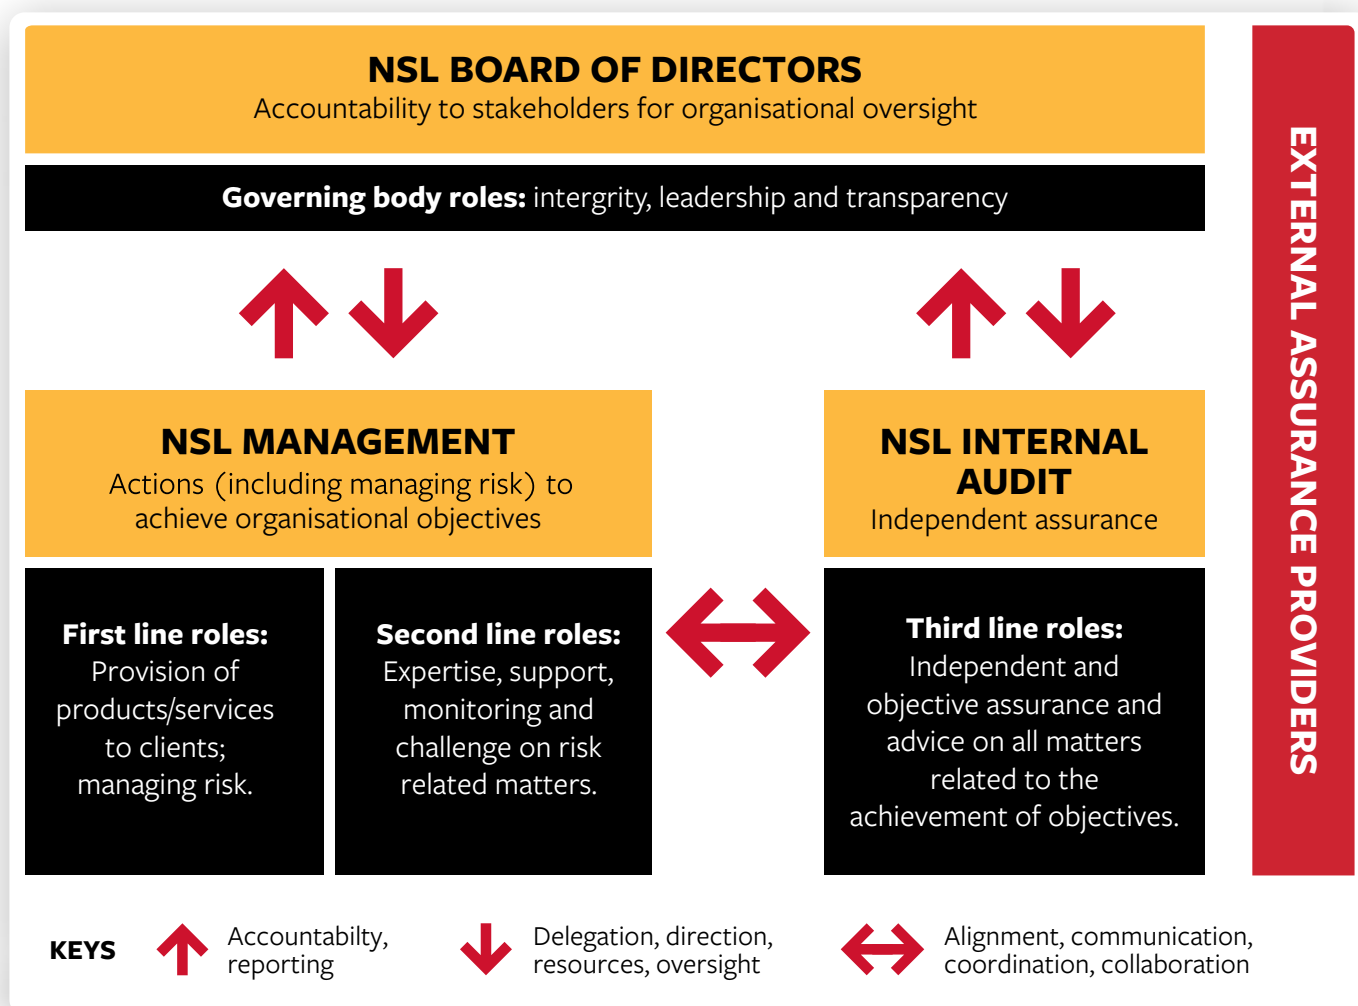 NSL BOARD OF DIRECTORS
Accountability to stakeholders for organisational oversight
Governing body roles: intergrity, leadership and transparency
NSL MANAGEMENT
Actions (including managing risk) to
achieve organisational objectives
NSL INTERNAL
AUDIT
Independent assurance
First line roles:
Provision of
products/services
to clients;
managing risk.
Second line roles:
Expertise, support,
monitoring and
challenge on risk
related matters.
Third line roles:
Independent and
objective assurance and
advice on all matters
related to the
achievement of objectives.
EXTERNAL ASSURANCE PROVIDERS
KEYS
Accountabilty,
reporting
Delegation, direction,
resources, oversight
Alignment, communication,
coordination, collaboration